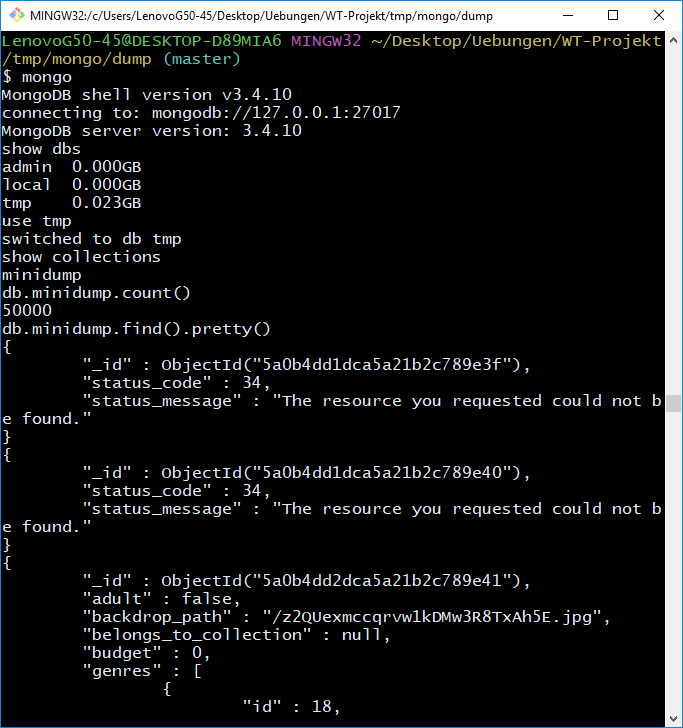 MINGW32:/c/Users/LenovoG50-45/Desktop/Uebungen/WT-Projekt/tmp/mongo/dump
LenovoG50-45@DESKTOP-D89MIA6 MINGW32 ~/Desktop/Uebungen/WT-Projekt
/tmp/mongo/dump (master)
$ mongo
MongoDB shell version v3.4.10
connecting to: mongodb://127.0.0.1:27017
MongoDB server version: 3.4.10
show dbs
admin  0.000GB
local  0.000GB
tmp    0.023GB
use tmp
switched to db tmp
show collections
minidump
db.minidump.count()
50000
db.minidump.find().pretty()
{
        "_id" : ObjectId("5a0b4dd1dca5a21b2c789e3f"),
        "status_code" : 34,
        "status_message" : "The resource you requested could not b
e found."
}
{
        "_id" : ObjectId("5a0b4dd1dca5a21b2c789e40"),
        "status_code" : 34,
        "status_message" : "The resource you requested could not b
e found."
}
{
        "_id" : ObjectId("5a0b4dd2dca5a21b2c789e41"),
        "adult" : false,
        "backdrop_path" : "/z2QUexmccqrvw1kDMw3R8TxAh5E.jpg",
        "belongs_to_collection" : null,
        "budget" : 0,
        "genres" : [
                {
                        "id" : 18,